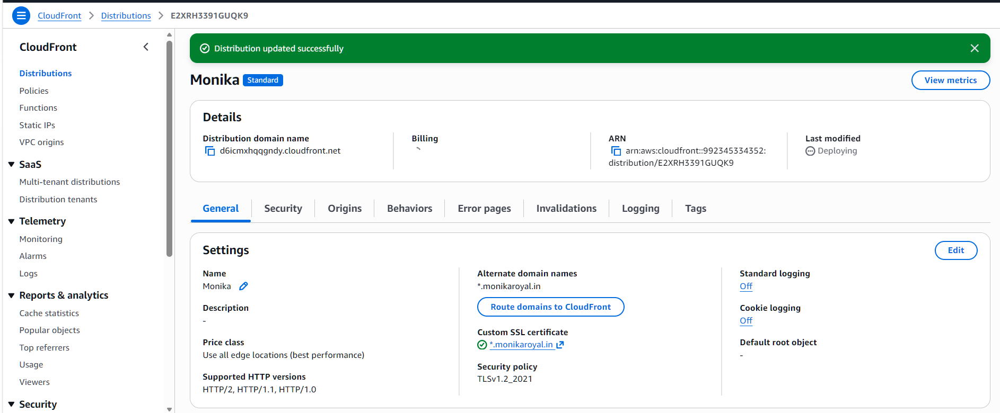 CloudFront > Distributions > E2XRH3391GUQK9
CloudFront
Distributions
Policies
Functions
Static IPs
VPC origins
SaaS
Multi-tenant distributions
Distribution tenants
Telemetry
Monitoring
Alarms
Logs
Reports & analytics
Cache statistics
Popular objects
Top referrers
Usage
Viewers
Security
Distribution updated successfully
Monika Standard
View metrics
Details
Distribution domain name
d6icmxhqqgndy.cloudfront.net
Billing
ARN
arn:aws:cloudfront::992345334352:
distribution/E2XRH3391GUQK9
Last modified
Deploying
General Security Origins Behaviors Error pages Invalidations Logging Tags
Settings
Edit
Name
Monika
Description
-
Price class
Use all edge locations (best performance)
Supported HTTP versions
HTTP/2, HTTP/1.1, HTTP/1.0
Alternate domain names
*.monikaroyal.in
Route domains to CloudFront
Custom SSL certificate
*.monikaroyal.in
Security policy
TLSv1.2_2021
Standard logging
Off
Cookie logging
Off
Default root object
-